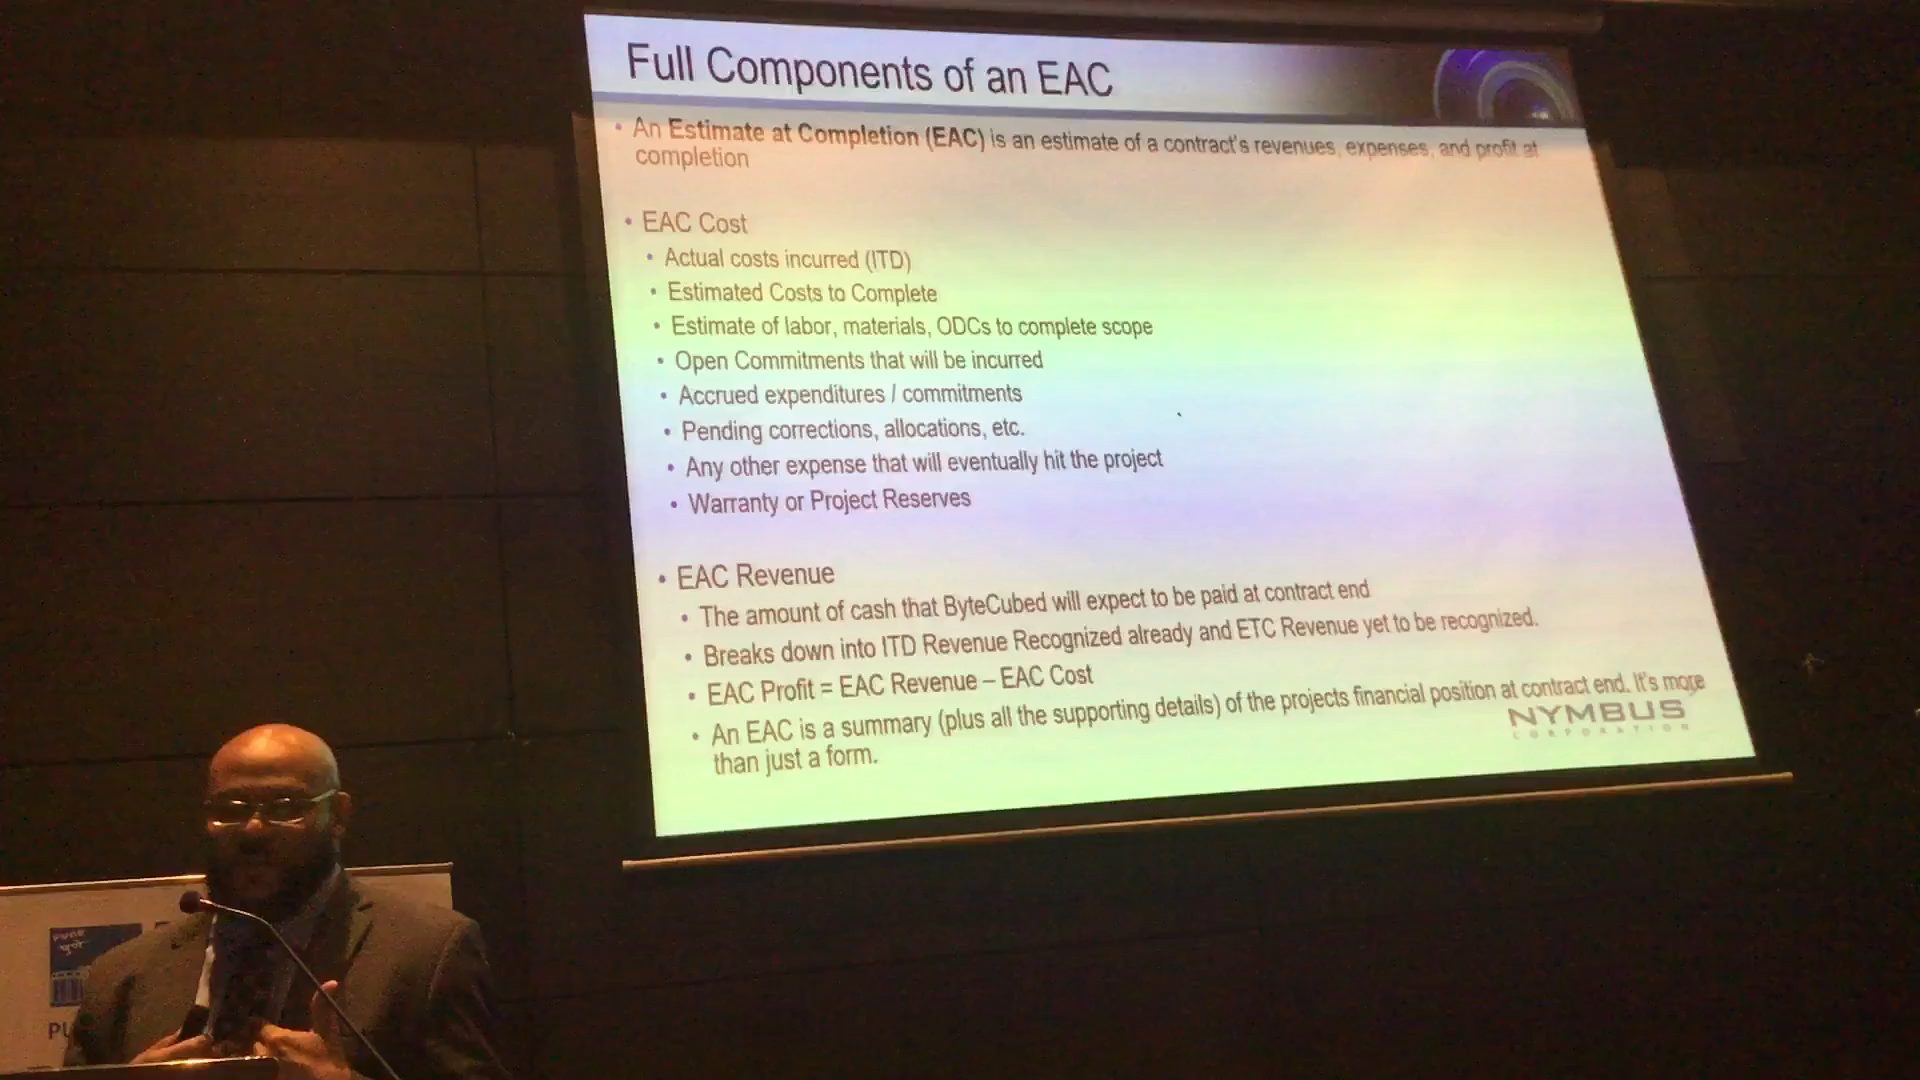 Full Components of an EAC
• An Estimate at Completion (EAC) is an estimate of a contract's revenues, expenses, and profit at
completion
• EAC Cost
• Actual costs incurred (ITD)
• Estimated Costs to Complete
• Estimate of labor, materials, ODCs to complete scope
• Open Commitments that will be incurred
• Accrued expenditures / commitments
• Pending corrections, allocations, etc.
• Any other expense that will eventually hit the project
• Warranty or Project Reserves
• EAC Revenue
• The amount of cash that ByteCubed will expect to be paid at contract end
• Breaks down into ITD Revenue Recognized already and ETC Revenue yet to be recognized.
• EAC Profit = EAC Revenue – EAC Cost
• An EAC is a summary (plus all the supporting details) of the projects financial position at contract end. It's more
than just a form.
NYMBUS
CORPORATION
पुणे